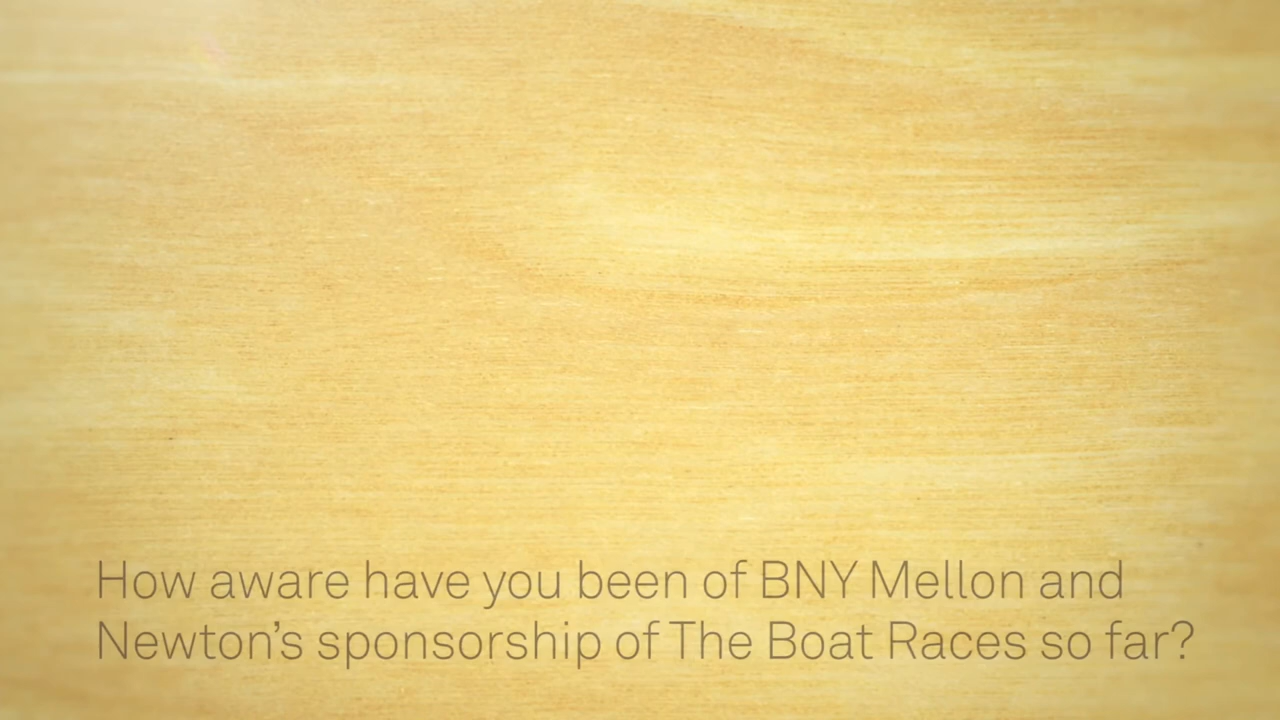 How aware have you been of BNY Mellon and
Newton’s sponsorship of The Boat Races so far?